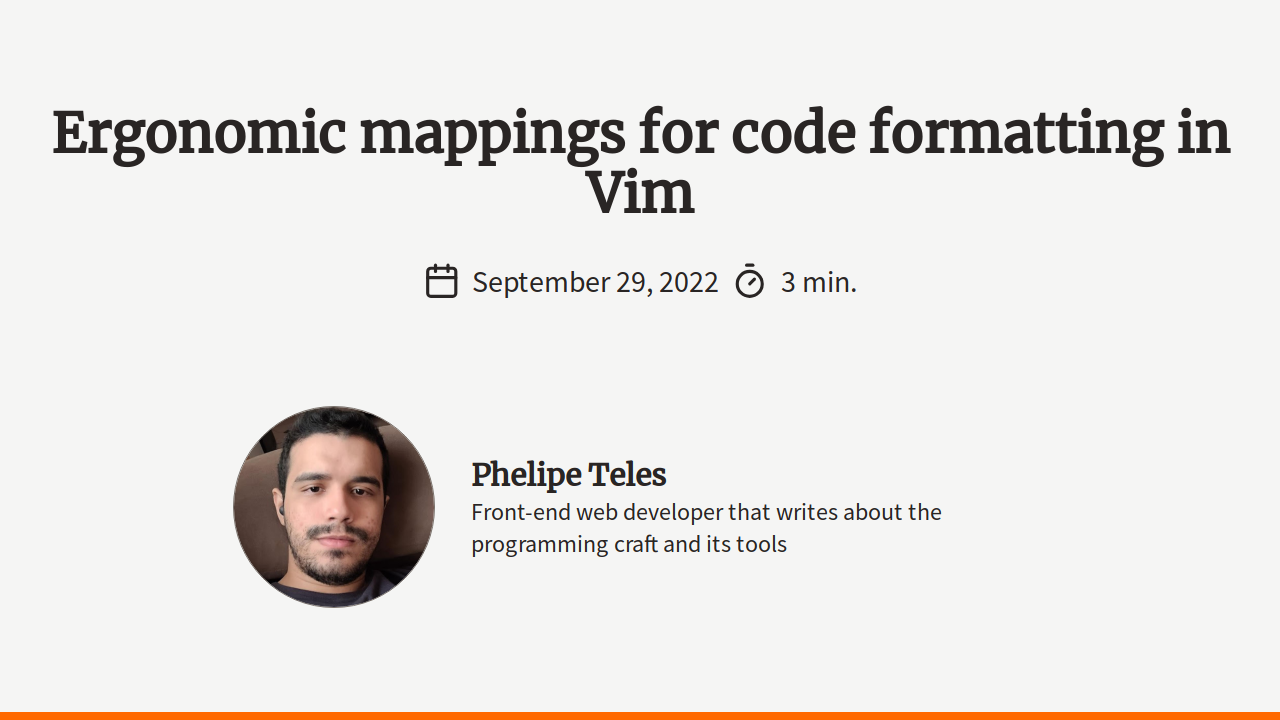 Ergonomic mappings for code formatting in
Vim
September 29, 2022 3 min.
Phelipe Teles
Front-end web developer that writes about the
programming craft and its tools